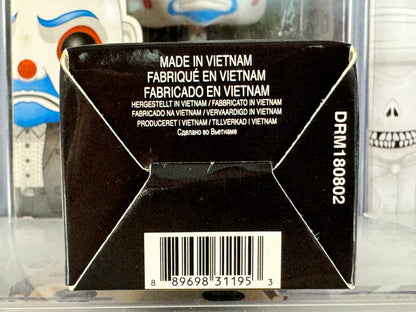 MADE IN VIETNAM
FABRIQUÉ EN VIETNAM
FABRICADO EN VIETNAM
HERGESTELLT IN VIETNAM / FABBRICATO IN VIETNAM
FABRICADO NA VIETNAM / VERVAARDIGD IN VIETNAM
PRODUCERET I VIETNAM / TILLVERKAD I VIETNAM
Сделано во Вьетнаме
DRM180802
8 89698 31195 3